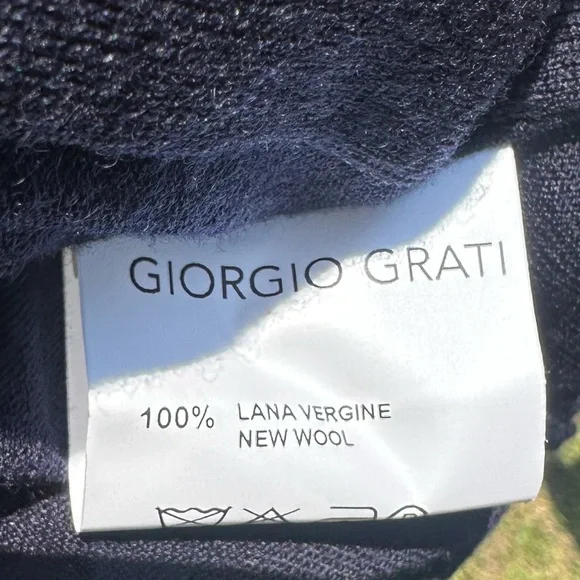 GIORGIO GRATI
100% LANA VERGINE
NEW WOOL